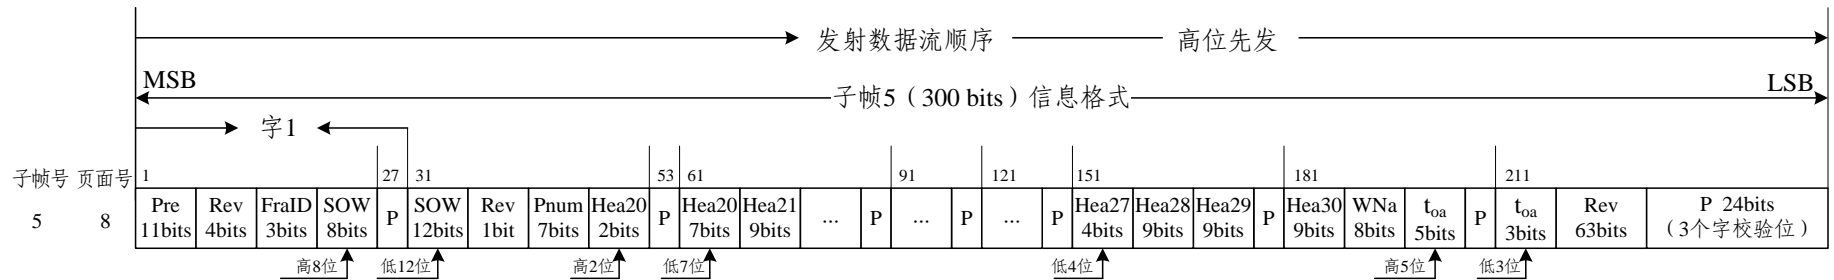 发射数据流顺序 高位先发
MSB LSB
子帧5（300 bits）信息格式
字1
子帧号 页面号 1 27 31 53 61 91 121 151 181 211
5 8 Pre Rev FraID SOW P SOW Rev Pnum Hea20 P Hea20 Hea21 ... P ... P ... P Hea27 Hea28 Hea29 P Hea30 WNa toa P toa Rev P 24bits
11bits 4bits 3bits 8bits 12bits 1bit 7bits 2bits 7bits 9bits 4bits 9bits 9bits 9bits 8bits 5bits 3bits 63bits （3个字校验位）
高8位 低12位 高2位 低7位 低4位 高5位 低3位